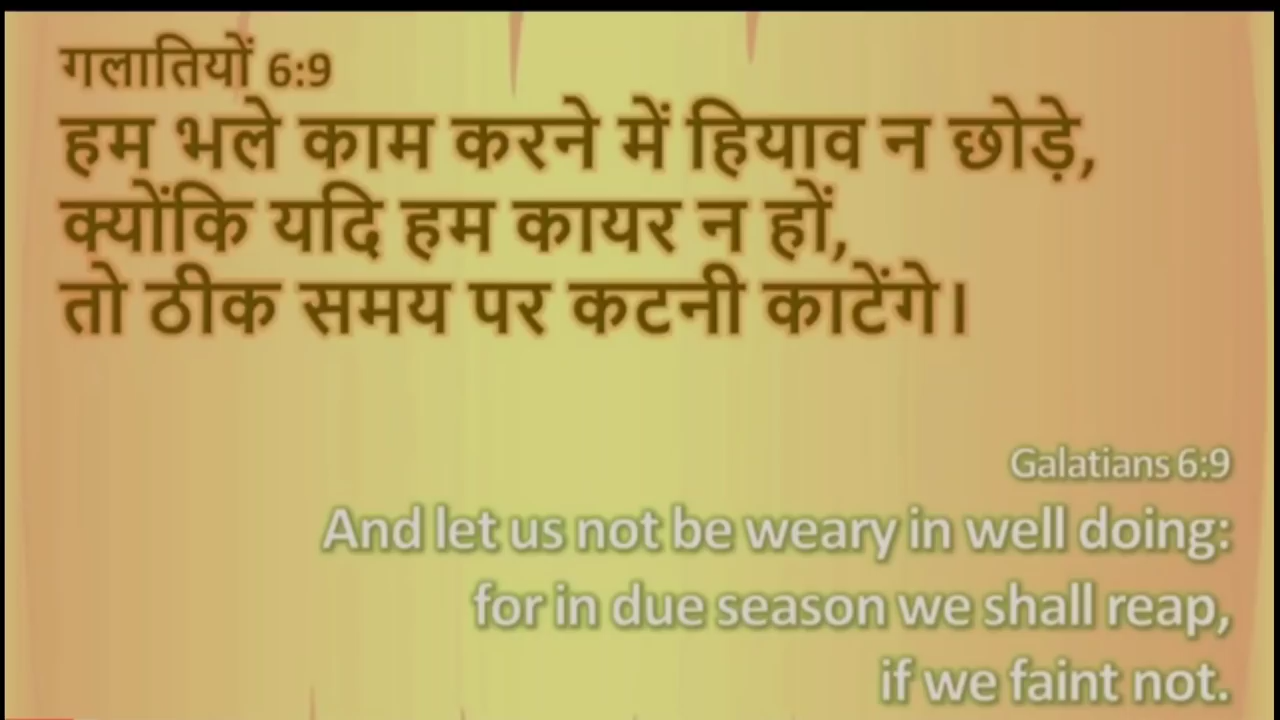 गलातियों 6:9
हम भले काम करने में हियाव न छोड़े,
क्योंकि यदि हम कायर न हों,
तो ठीक समय पर कटनी काटेंगे।
Galatians 6:9
And let us not be weary in well doing:
for in due season we shall reap,
if we faint not.